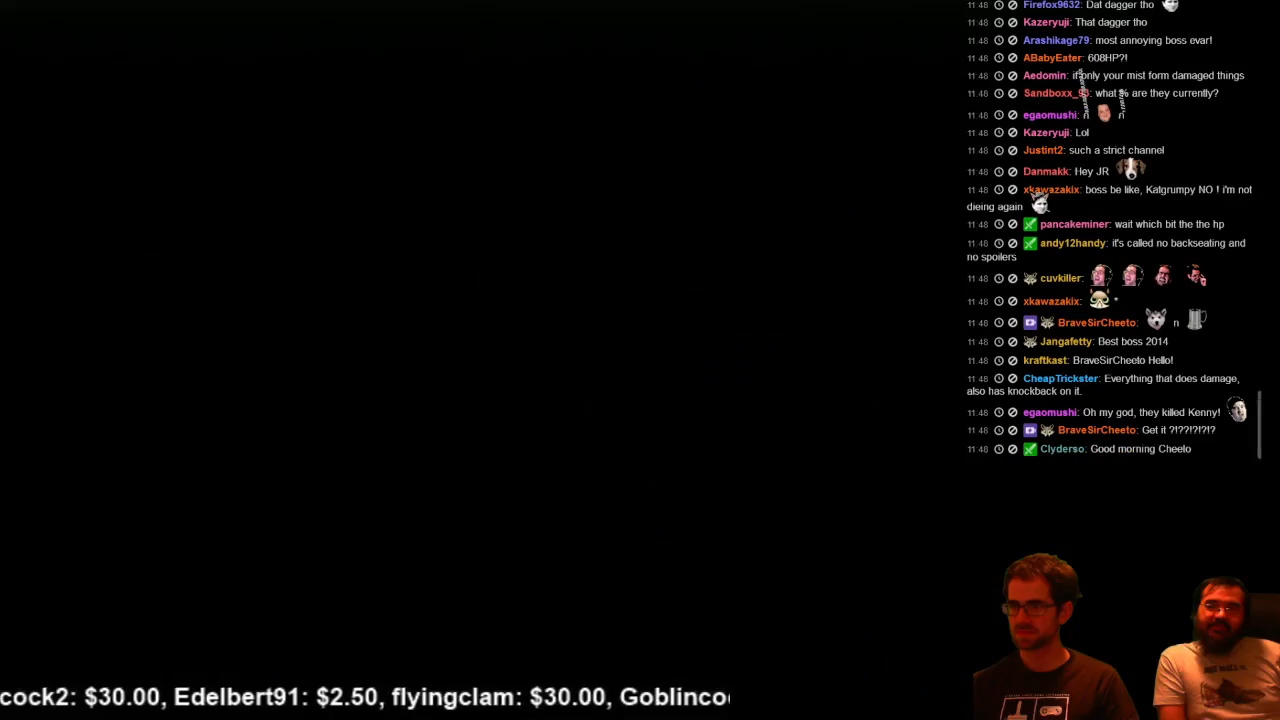 11:48 Firefox9632: Dat dagger tho
11:48 Kazeryuji: That dagger tho
11:48 Arashikage79: most annoying boss evar!
11:48 ABabyEater: 608HP?!
11:48 Aedomin: if only your mist form damaged things
11:48 Sandboxx_ : what % are they currently?
11:48 egaomushi:
11:48 Kazeryuji: Lol
11:48 Justint2: such a strict channel
11:48 Danmakk: Hey JR
11:48 xkawazakix: boss be like, Katgrumpy NO ! i'm not
dieing again
11:48 pancakeminer: wait which bit the the hp
11:48 andy12handy: it's called no backseating and
no spoilers
11:48 cuvkiller:
11:48 xkawazakix: *
11:48 BraveSirCheeto: n
11:48 Jangafetty: Best boss 2014
11:48 kraftkast: BraveSirCheeto Hello!
11:48 CheapTrickster: Everything that does damage,
also has knockback on it.
11:48 egaomushi: Oh my god, they killed Kenny!
11:48 BraveSirCheeto: Get it ?!??!?!?!?
11:48 Clyderso: Good morning Cheeto
cock2: $30.00, Edelbert91: $2.50, flyingclam: $30.00, Goblincoc